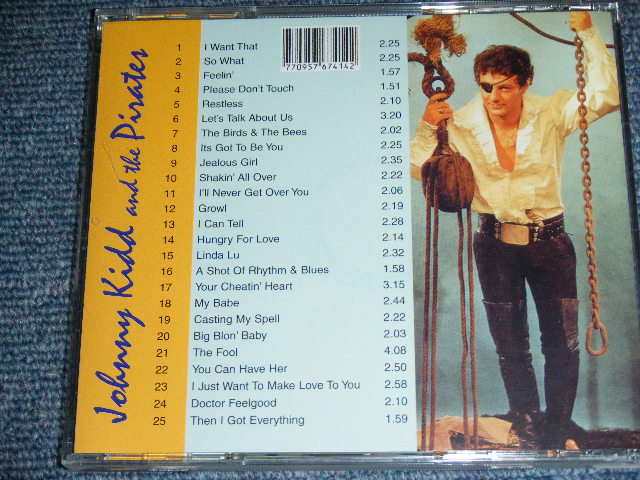 Johnny Kidd and the Pirates
1 I Want That 2.25
2 So What 2.25
3 Feelin' 1.57
4 Please Don't Touch 1.51
5 Restless 2.10
6 Let's Talk About Us 3.20
7 The Birds & The Bees 2.02
8 Its Got To Be You 2.25
9 Jealous Girl 2.35
10 Shakin' All Over 2.22
11 I'll Never Get Over You 2.06
12 Growl 2.19
13 I Can Tell 2.28
14 Hungry For Love 2.14
15 Linda Lu 2.32
16 A Shot Of Rhythm & Blues 1.58
17 Your Cheatin' Heart 3.15
18 My Babe 2.44
19 Casting My Spell 2.22
20 Big Blon' Baby 2.03
21 The Fool 4.08
22 You Can Have Her 2.50
23 I Just Want To Make Love To You 2.58
24 Doctor Feelgood 2.10
25 Then I Got Everything 1.59
770957674142